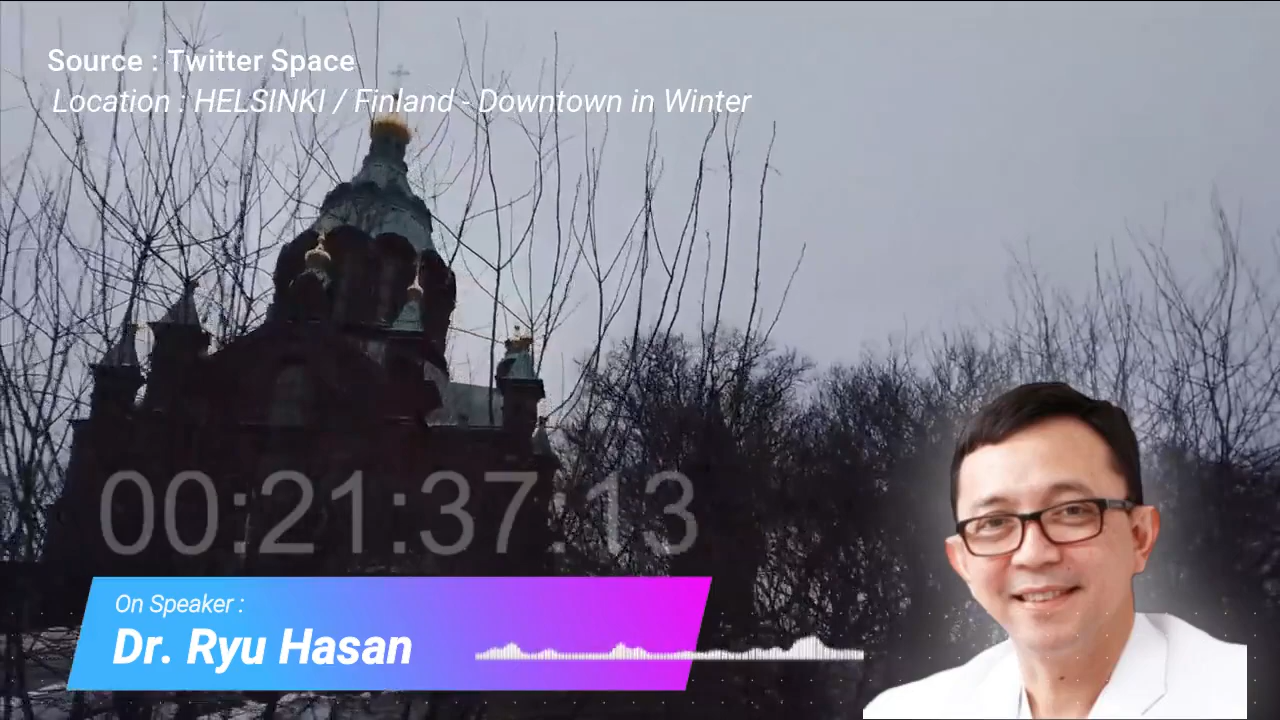 Source : Twitter Space
Location : HELSINKI / Finland - Downtown in Winter
00:21:37:13
On Speaker :
Dr. Ryu Hasan